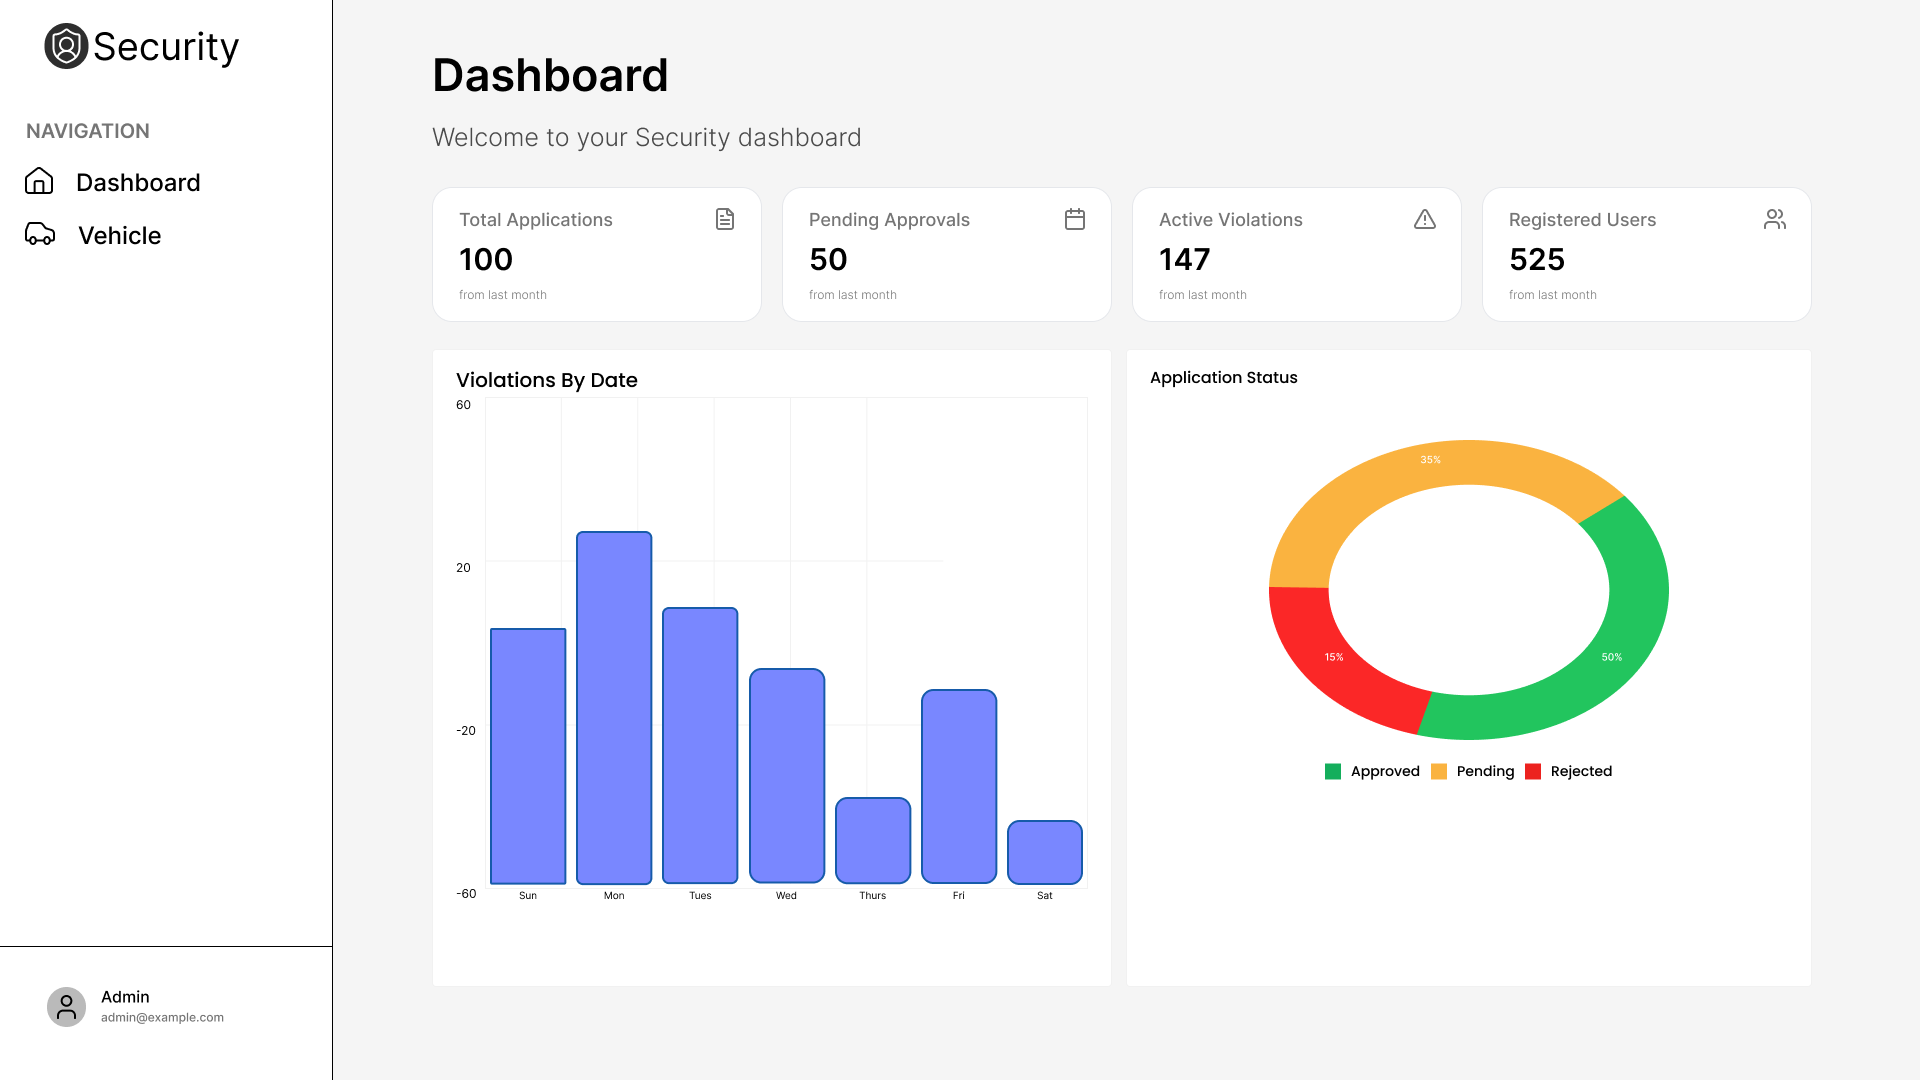 Security
NAVIGATION
Dashboard
Vehicle
Admin
admin@example.com
Dashboard
Welcome to your Security dashboard
Total Applications
100
from last month
Pending Approvals
50
from last month
Active Violations
147
from last month
Registered Users
525
from last month
Violations By Date
60
20
-20
-60
Sun Mon Tues Wed Thurs Fri Sat
Application Status
35%
15%
50%
Approved Pending Rejected